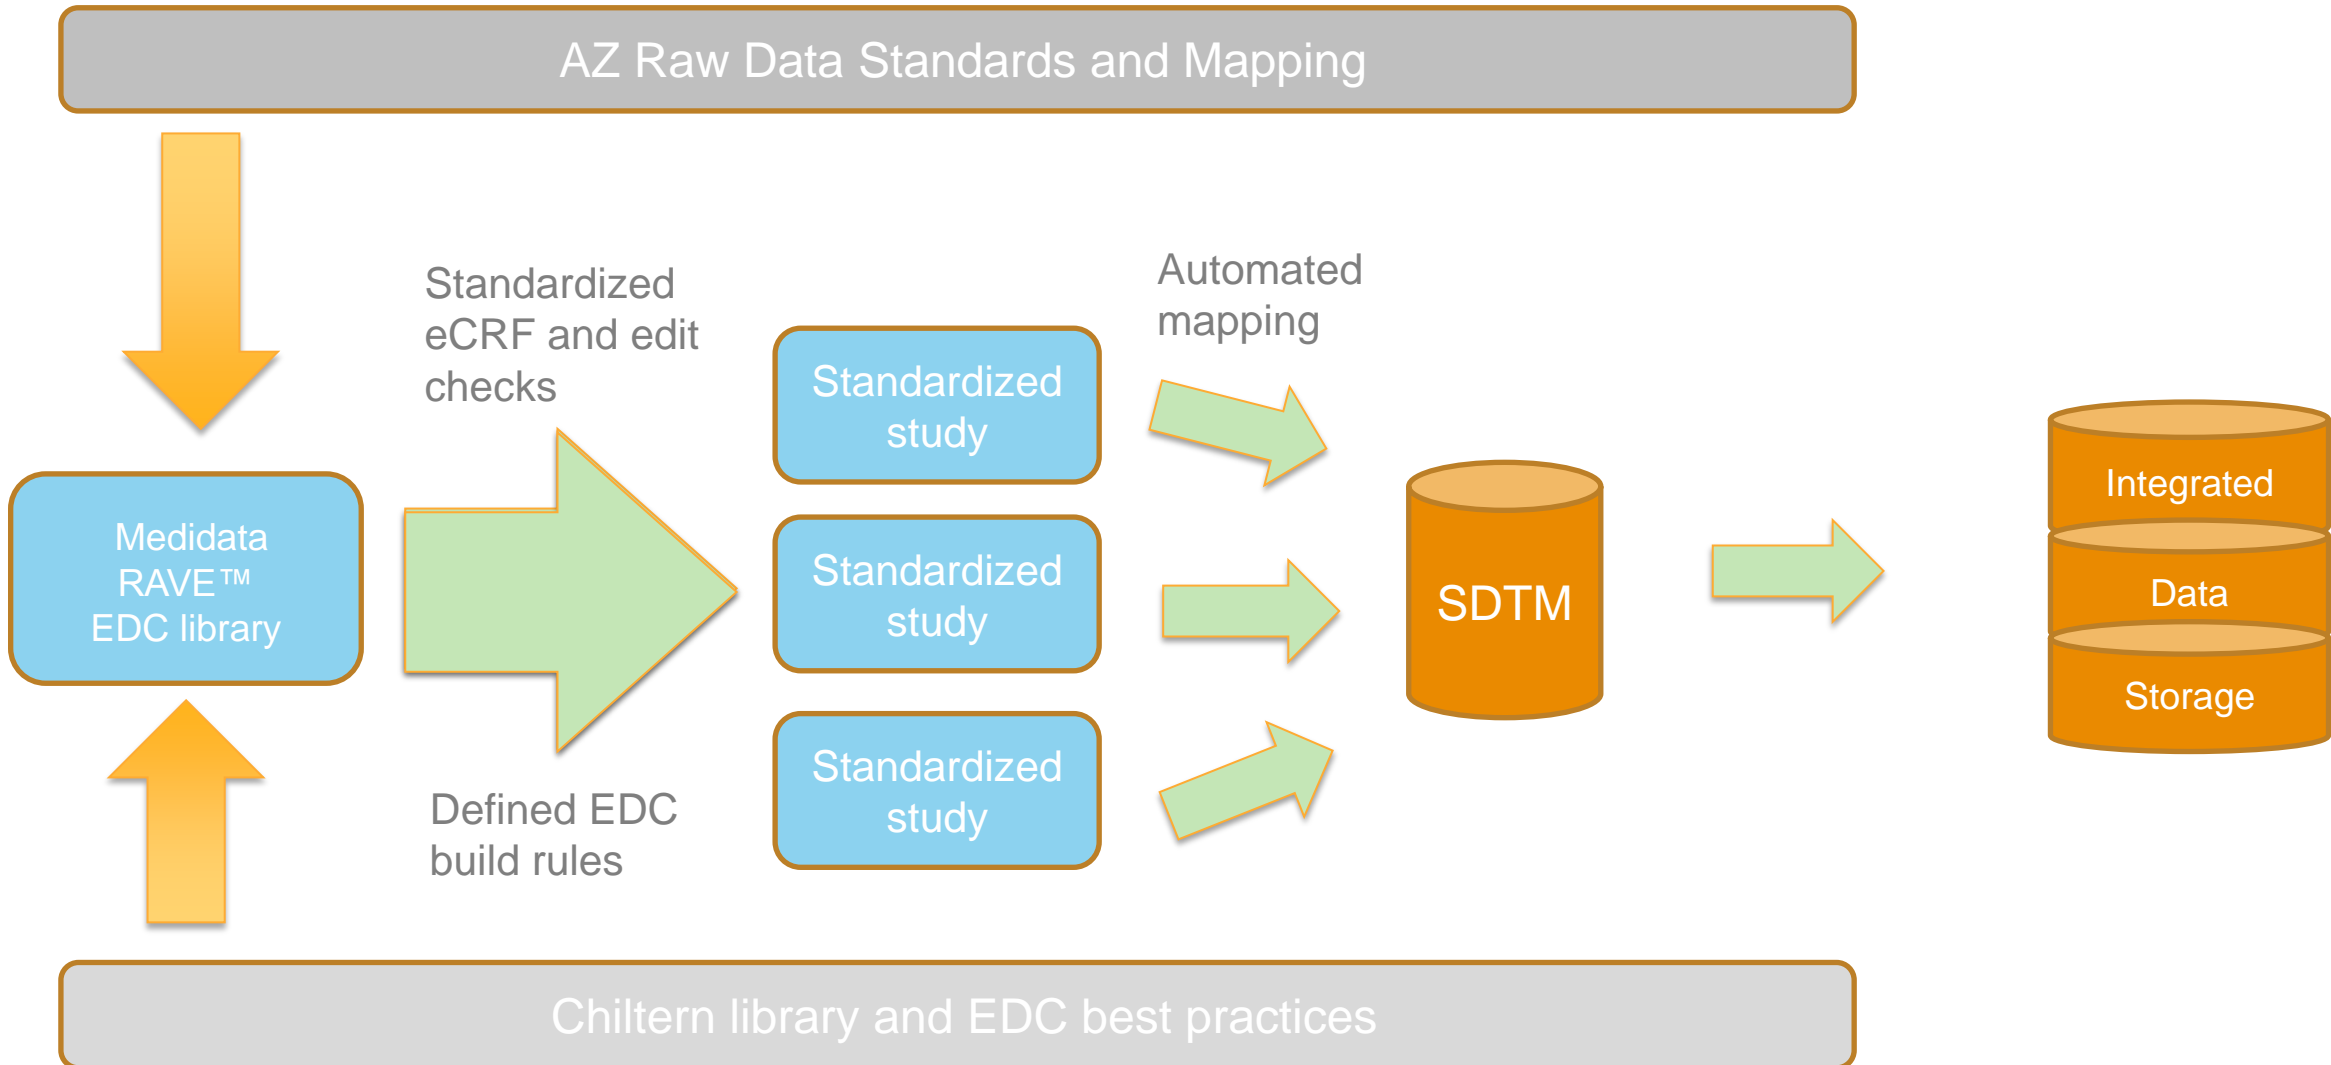 AZ Raw Data Standards and Mapping
Standardized
eCRF and edit
checks
Automated
mapping
Medidata
RAVE™
EDC library
Standardized
study
Standardized
study
Standardized
study
SDTM
Integrated
Data
Storage
Defined EDC
build rules
Chiltern library and EDC best practices